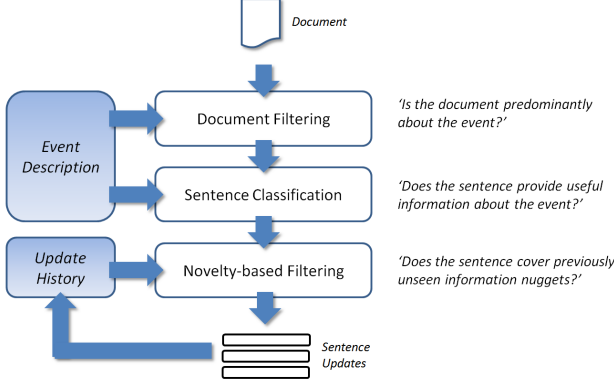 Document
Event
Description
Document Filtering
‘Is the document predominantly
about the event?’
Sentence Classification
‘Does the sentence provide useful
information about the event?’
Update
History
Novelty-based Filtering
‘Does the sentence cover previously
unseen information nuggets?’
Sentence
Updates